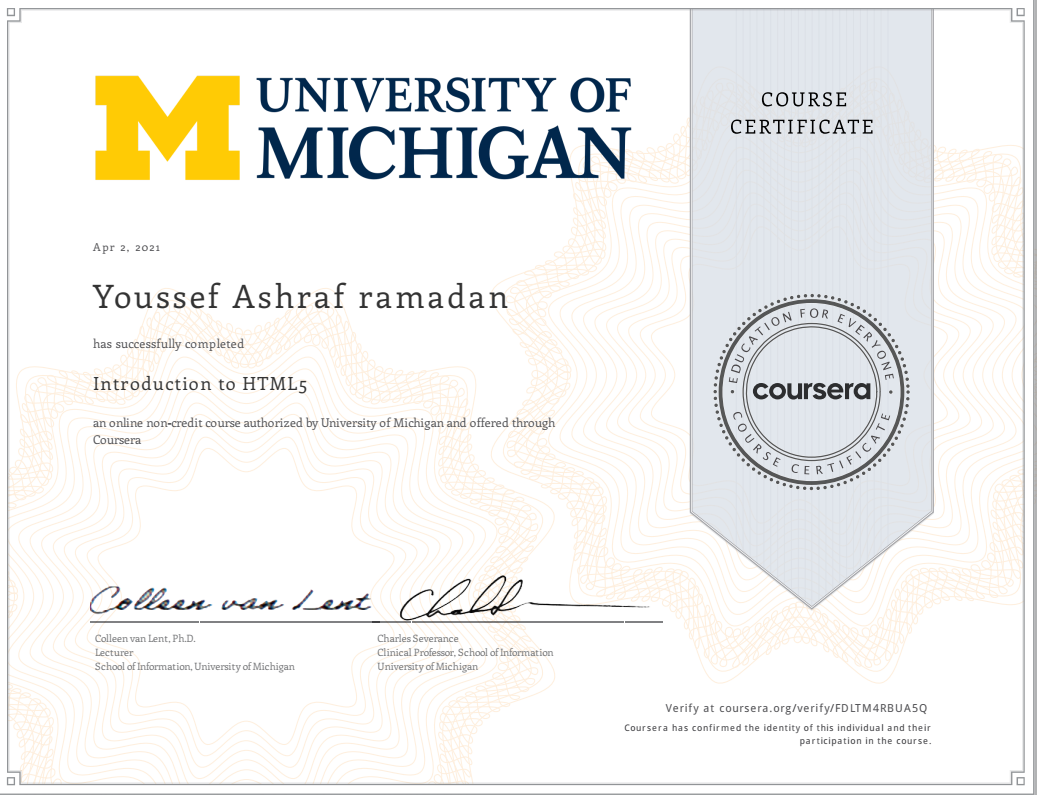 UNIVERSITY OF
MICHIGAN
COURSE
CERTIFICATE
Apr 2, 2021
Youssef Ashraf ramadan
has successfully completed
Introduction to HTML5
an online non-credit course authorized by University of Michigan and offered through
Coursera
EDUCATION FOR EVERYONE
coursera
COURSE CERTIFICATE
Colleen van Lent
Colleen van Lent, Ph.D.
Lecturer
School of Information, University of Michigan
Charles Severance
Clinical Professor, School of Information
University of Michigan
Verify at coursera.org/verify/FDLTM4RBUA5Q
Coursera has confirmed the identity of this individual and their
participation in the course.